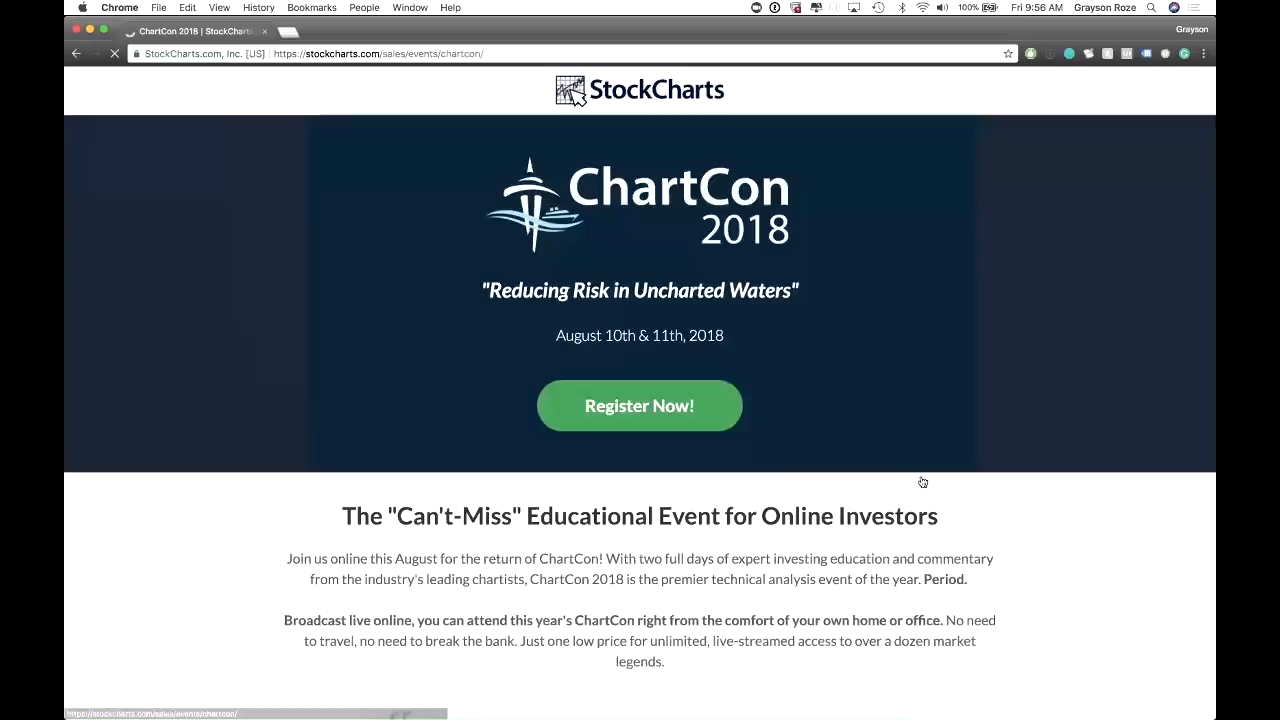 Chrome File Edit View History Bookmarks People Window Help 100% Fri 9:56 AM Grayson Roze
ChartCon 2018 | StockCharts Grayson
StockCharts.com, Inc. [US] https://stockcharts.com/sales/events/chartcon/
StockCharts
ChartCon
2018
"Reducing Risk in Uncharted Waters"
August 10th & 11th, 2018
Register Now!
The "Can't-Miss" Educational Event for Online Investors
Join us online this August for the return of ChartCon! With two full days of expert investing education and commentary
from the industry's leading chartists, ChartCon 2018 is the premier technical analysis event of the year. Period.
Broadcast live online, you can attend this year's ChartCon right from the comfort of your own home or office. No need
to travel, no need to break the bank. Just one low price for unlimited, live-streamed access to over a dozen market
legends.
https://stockcharts.com/sales/events/chartcon/